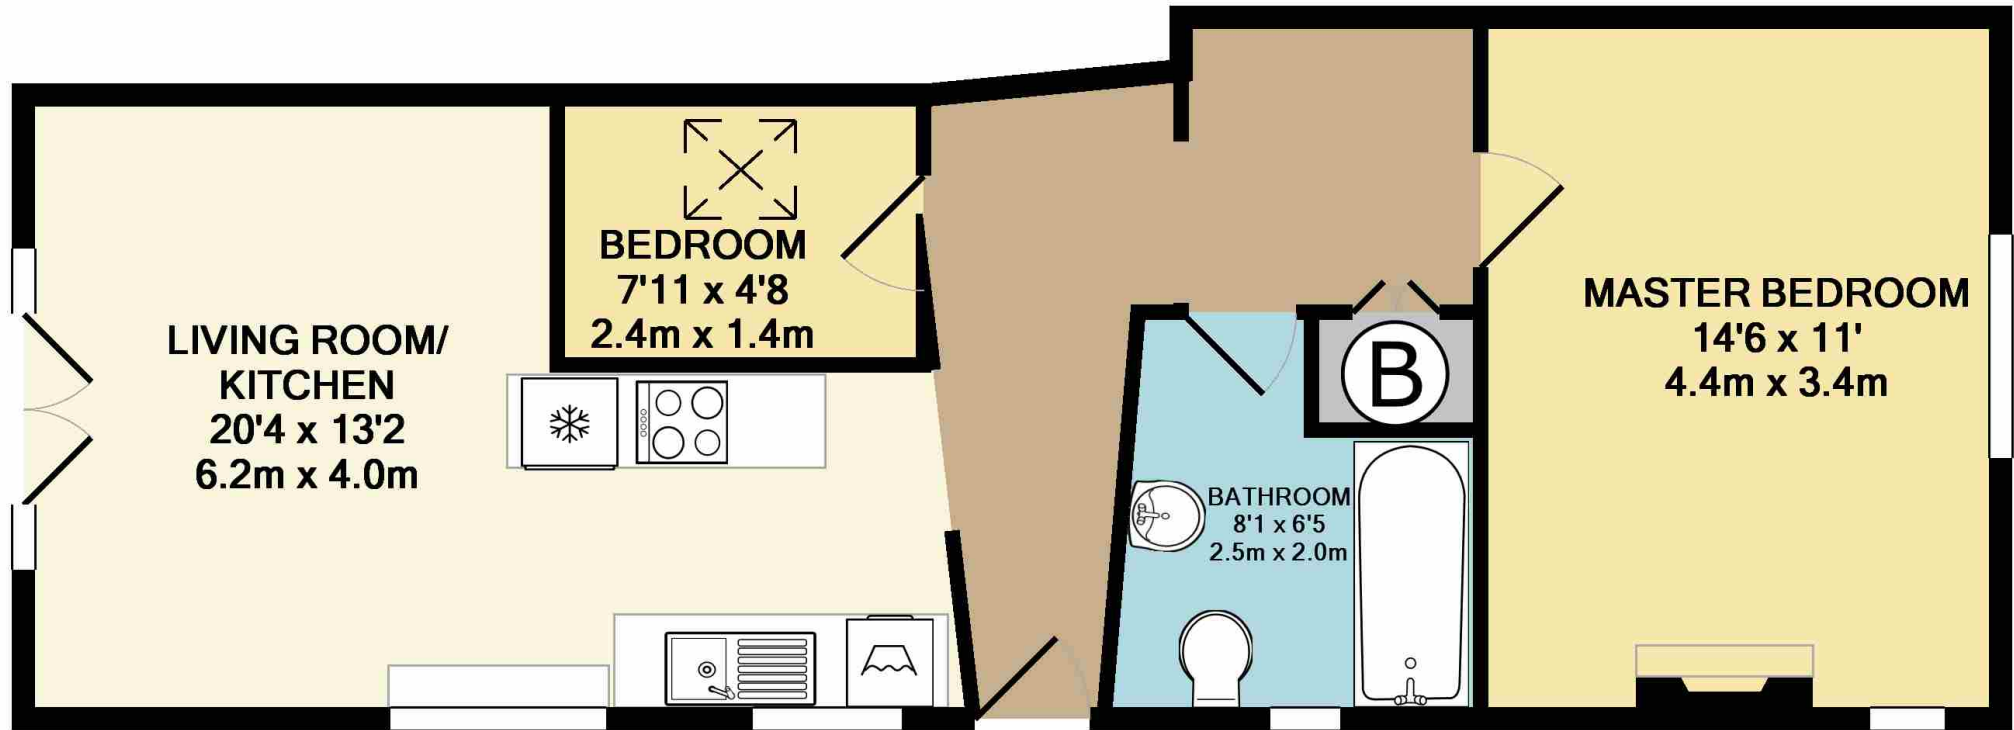 LIVING ROOM/
KITCHEN
20'4 x 13'2
6.2m x 4.0m
BEDROOM
7'11 x 4'8
2.4m x 1.4m
B
BATHROOM
8'1 x 6'5
2.5m x 2.0m
MASTER BEDROOM
14'6 x 11'
4.4m x 3.4m